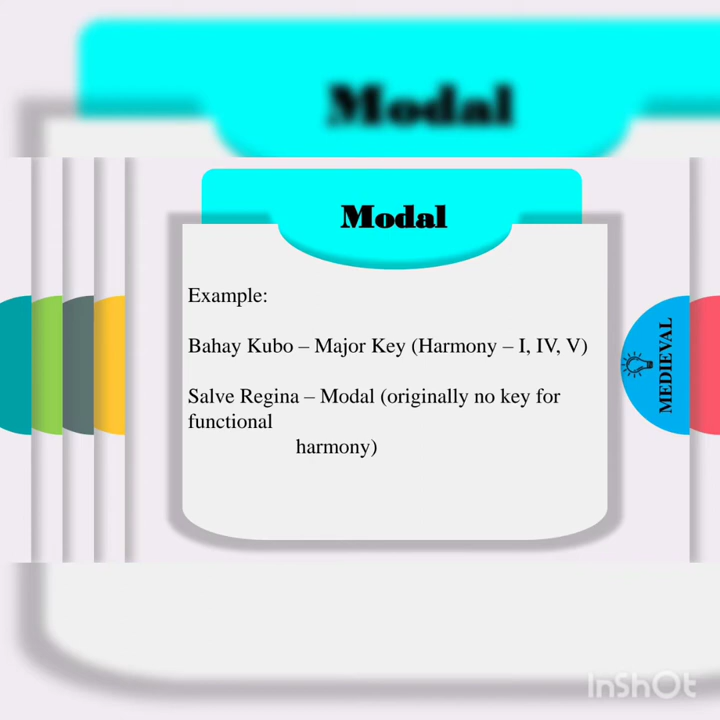 Modal
Modal
Example:
Bahay Kubo – Major Key (Harmony – I, IV, V)
Salve Regina – Modal (originally no key for
functional
harmony)
MEDIEVAL
InShOt